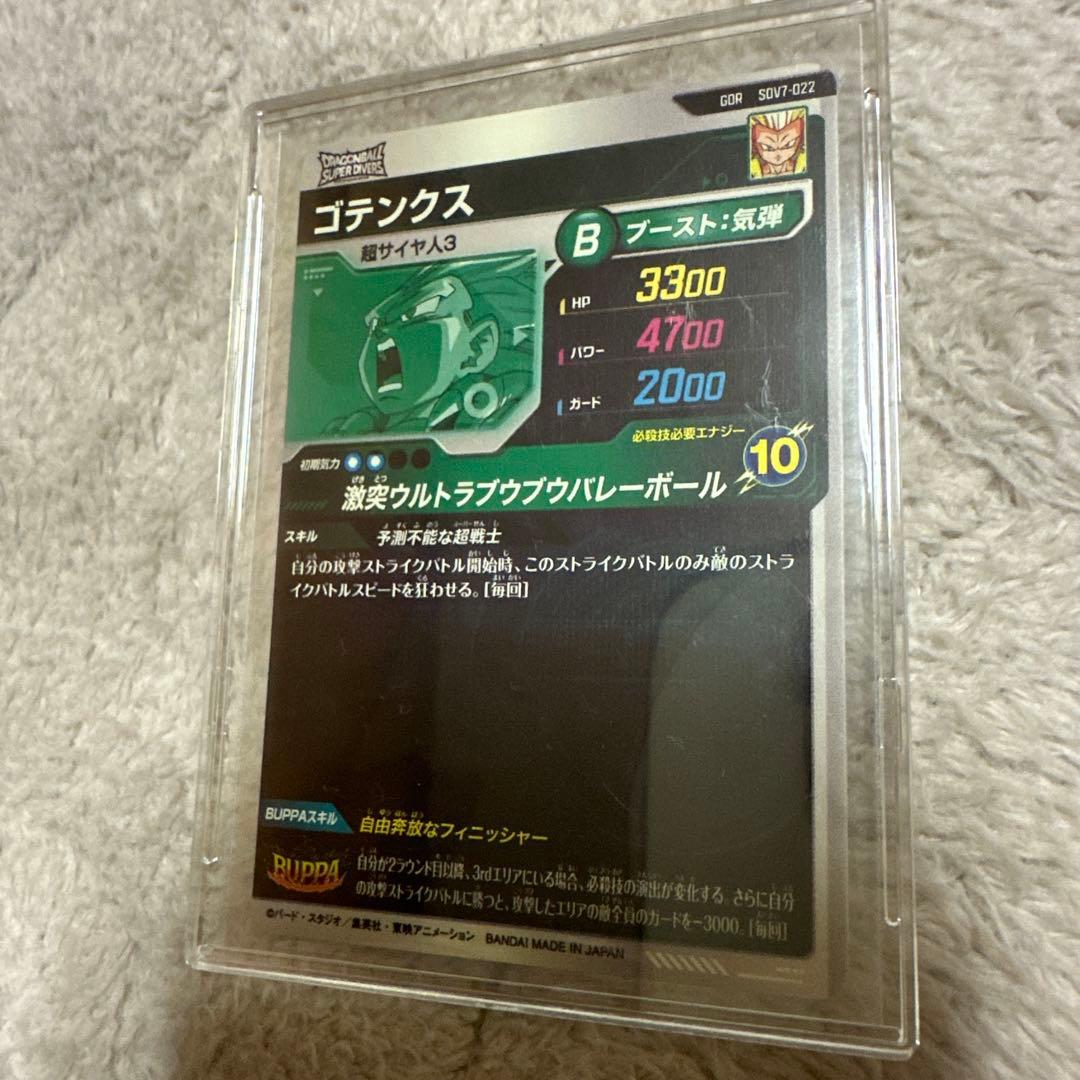 GDR SDV7-022
DRAGONBALL
SUPER DIVERS
ゴテンクス
超サイヤ人3
B ブースト:気弾
HP 3300
パワー 4700
ガード 2000
必殺技必要エナジー
10
初期気力
げき とつ
激突ウルトラブウブウバレーボール
スキル 予測不能な超戦士
自分の攻撃ストライクバトル開始時、このストライクバトルのみ敵のストラ
イクバトルスピードを狂わせる。[毎回]
BUPPAスキル 自由奔放なフィニッシャー
BUPPA
自分が2ラウンド目以降、3rdエリアにいる場合、必殺技の演出が変化する。さらに自分
の攻撃ストライクバトルに勝つと、攻撃したエリアの敵全員のガードを-3000。[毎回]
©バード・スタジオ/集英社・東映アニメーション BANDAI MADE IN JAPAN